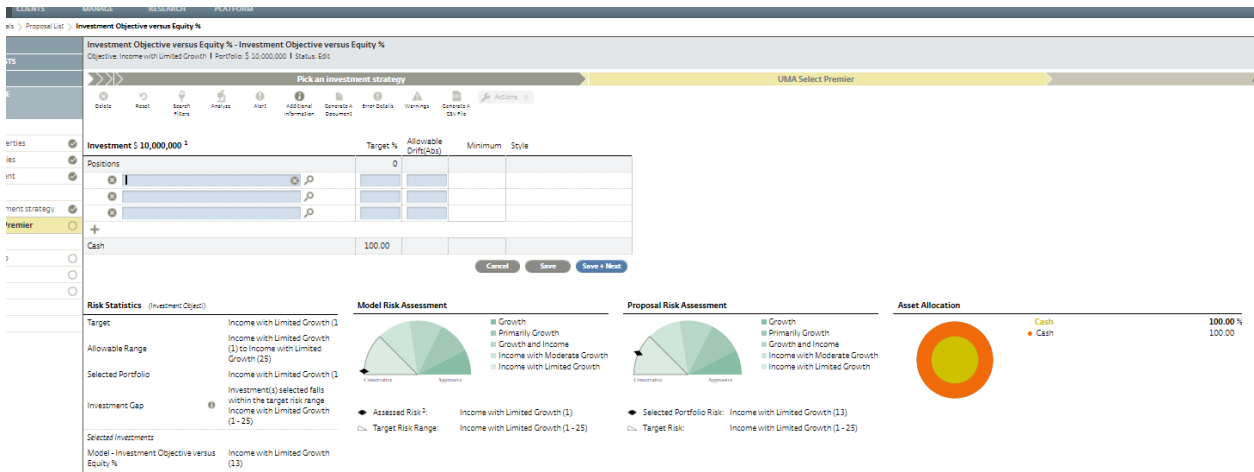 CLIENTS MANAGE RESEARCH PLATFORM
als > Proposal List > Investment Objective versus Equity %
Investment Objective versus Equity % - Investment Objective versus Equity %
Objective: Income with Limited Growth | Portfolio: $ 10,000,000 | Status: Edit
STS
E
Pick an investment strategy
UMA Select Premier
Delete
Reset
Search Filters
Analyze
Alert
Additional Information
Generate A Document
Error Details
Warnings
Generate A CSV File
Actions
erties
ies
ent
ment strategy
Premier
Investment $ 10,000,000 1 Target % Allowable Drift(Abs) Minimum Style
Positions 0
Cash 100.00
Cancel Save Save + Next
Risk Statistics (Investment Object)
Target Income with Limited Growth (1
Allowable Range Income with Limited Growth
(1) to Income with Limited
Growth (25)
Selected Portfolio Income with Limited Growth (1
Investment Gap Investment(s) selected falls
within the target risk range
Income with Limited Growth
(1 - 25)
Selected Investments
Model - Investment Objective versus Income with Limited Growth
Equity % (13)
Model Risk Assessment
Growth
Primarily Growth
Growth and Income
Income with Moderate Growth
Income with Limited Growth
Conservative Aggressive
Assessed Risk 2: Income with Limited Growth (1)
Target Risk Range: Income with Limited Growth (1 - 25)
Proposal Risk Assessment
Growth
Primarily Growth
Growth and Income
Income with Moderate Growth
Income with Limited Growth
Conservative Aggressive
Selected Portfolio Risk: Income with Limited Growth (13)
Target Risk: Income with Limited Growth (1 - 25)
Asset Allocation
Cash 100.00 %
Cash 100.00